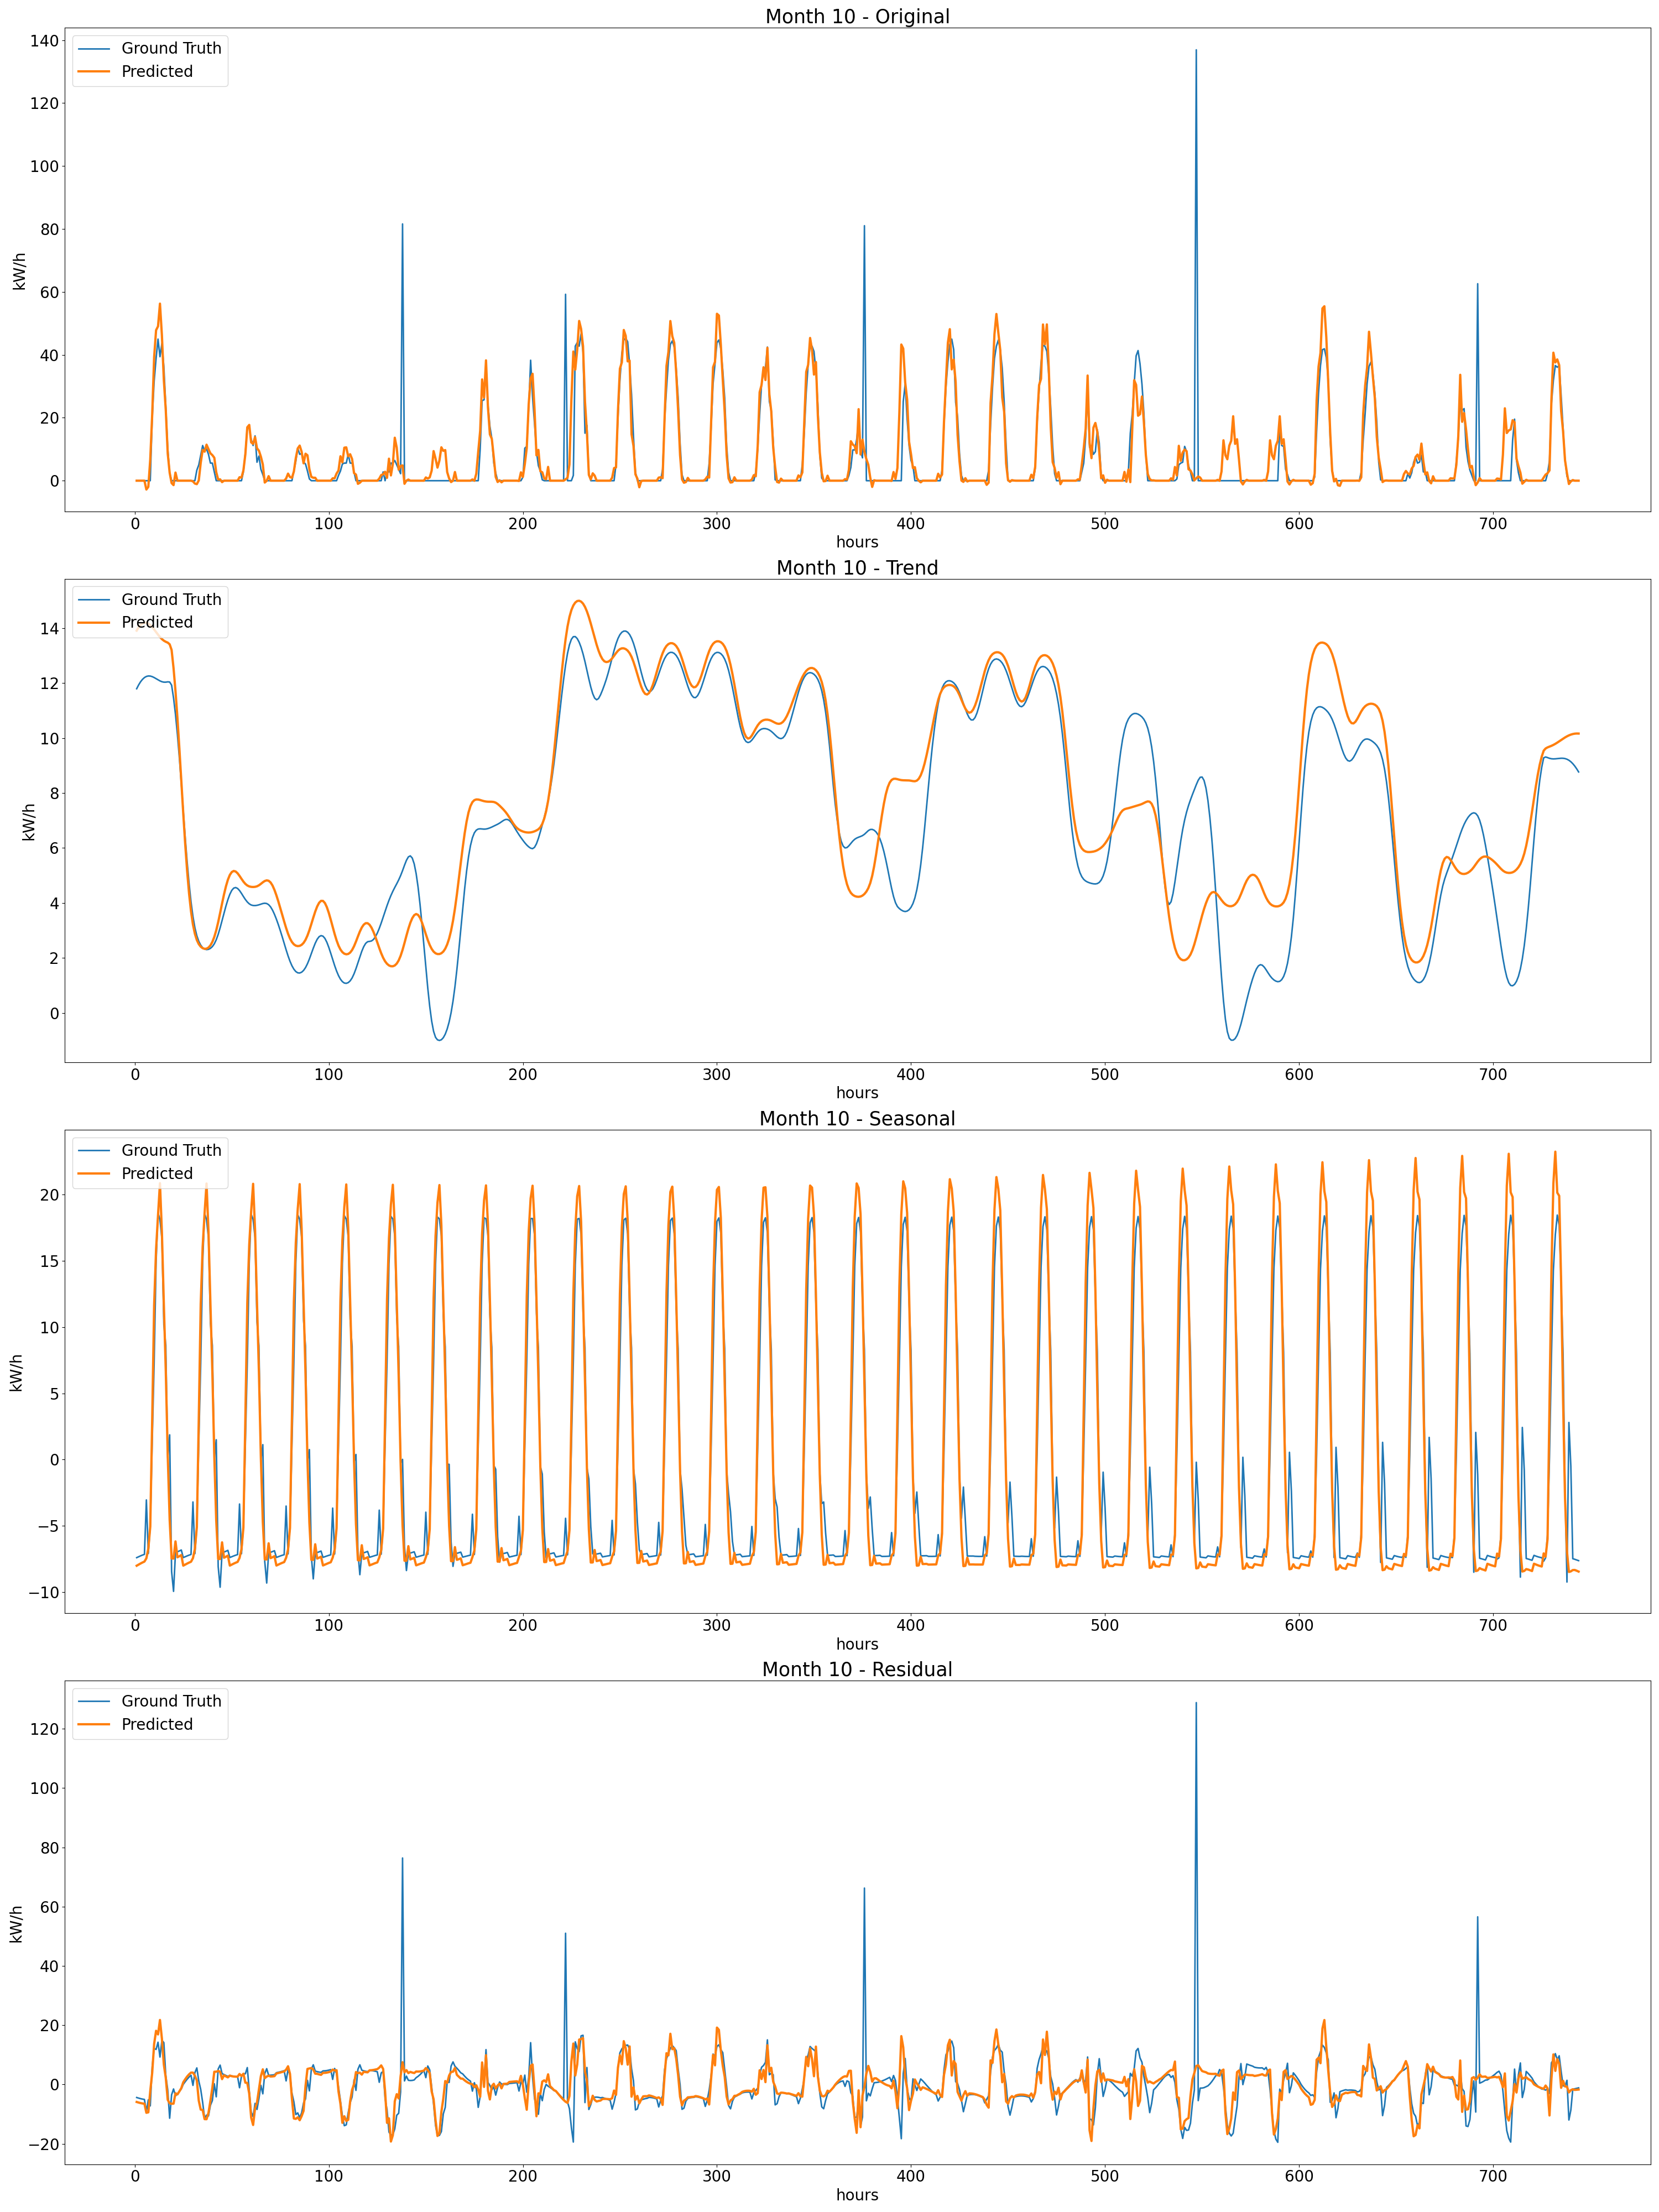 Month 10 - Original
Ground Truth
Predicted
kW/h
140
120
100
80
60
40
20
0
0 100 200 300 400 500 600 700
hours
Month 10 - Trend
Ground Truth
Predicted
kW/h
14
12
10
8
6
4
2
0
0 100 200 300 400 500 600 700
hours
Month 10 - Seasonal
Ground Truth
Predicted
kW/h
20
15
10
5
0
−5
−10
0 100 200 300 400 500 600 700
hours
Month 10 - Residual
Ground Truth
Predicted
kW/h
120
100
80
60
40
20
0
−20
0 100 200 300 400 500 600 700
hours